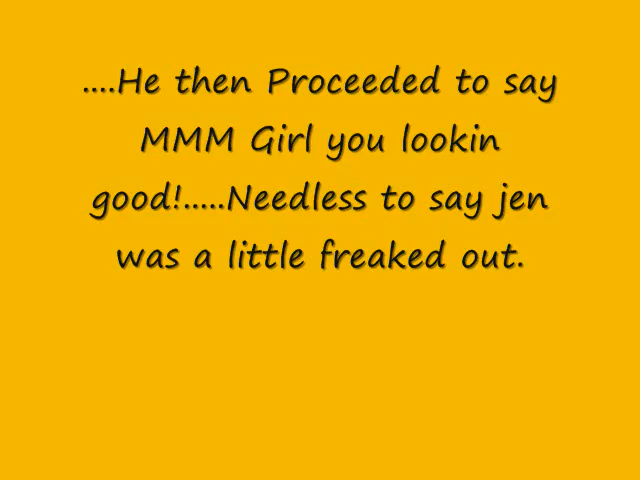 ....He then Proceeded to say
MMM Girl you lookin
good!.....Needless to say jen
was a little freaked out.